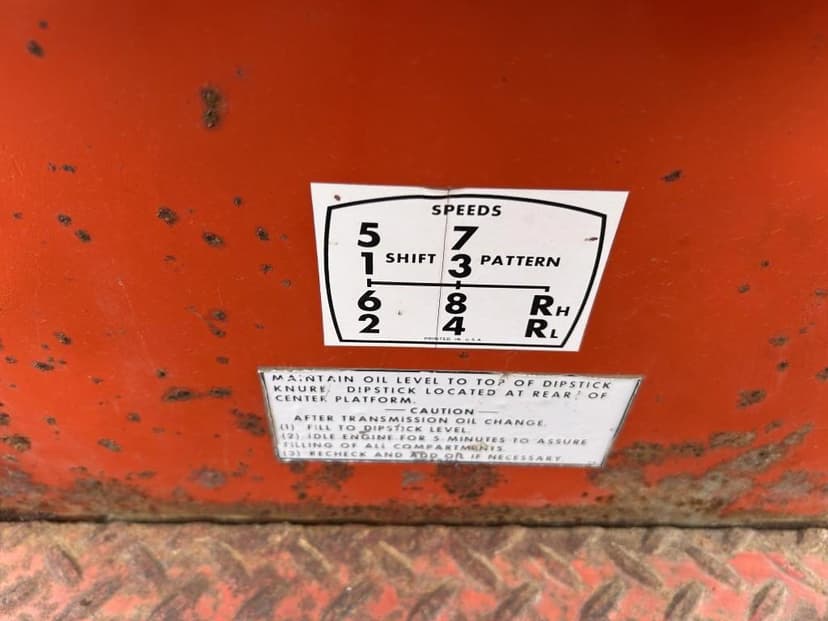 SPEEDS
5 7
1 SHIFT 3 PATTERN
6 8 RH
2 4 RL
PRINTED IN U.S.A.
MAINTAIN OIL LEVEL TO TOP OF DIPSTICK
KNURL. DIPSTICK LOCATED AT REAR OF
CENTER PLATFORM.
CAUTION
AFTER TRANSMISSION OIL CHANGE.
(1) FILL TO DIPSTICK LEVEL.
(2) IDLE ENGINE FOR 5 MINUTES TO ASSURE
FILLING OF ALL COMPARTMENTS.
(3) RECHECK AND ADD OIL IF NECESSARY.